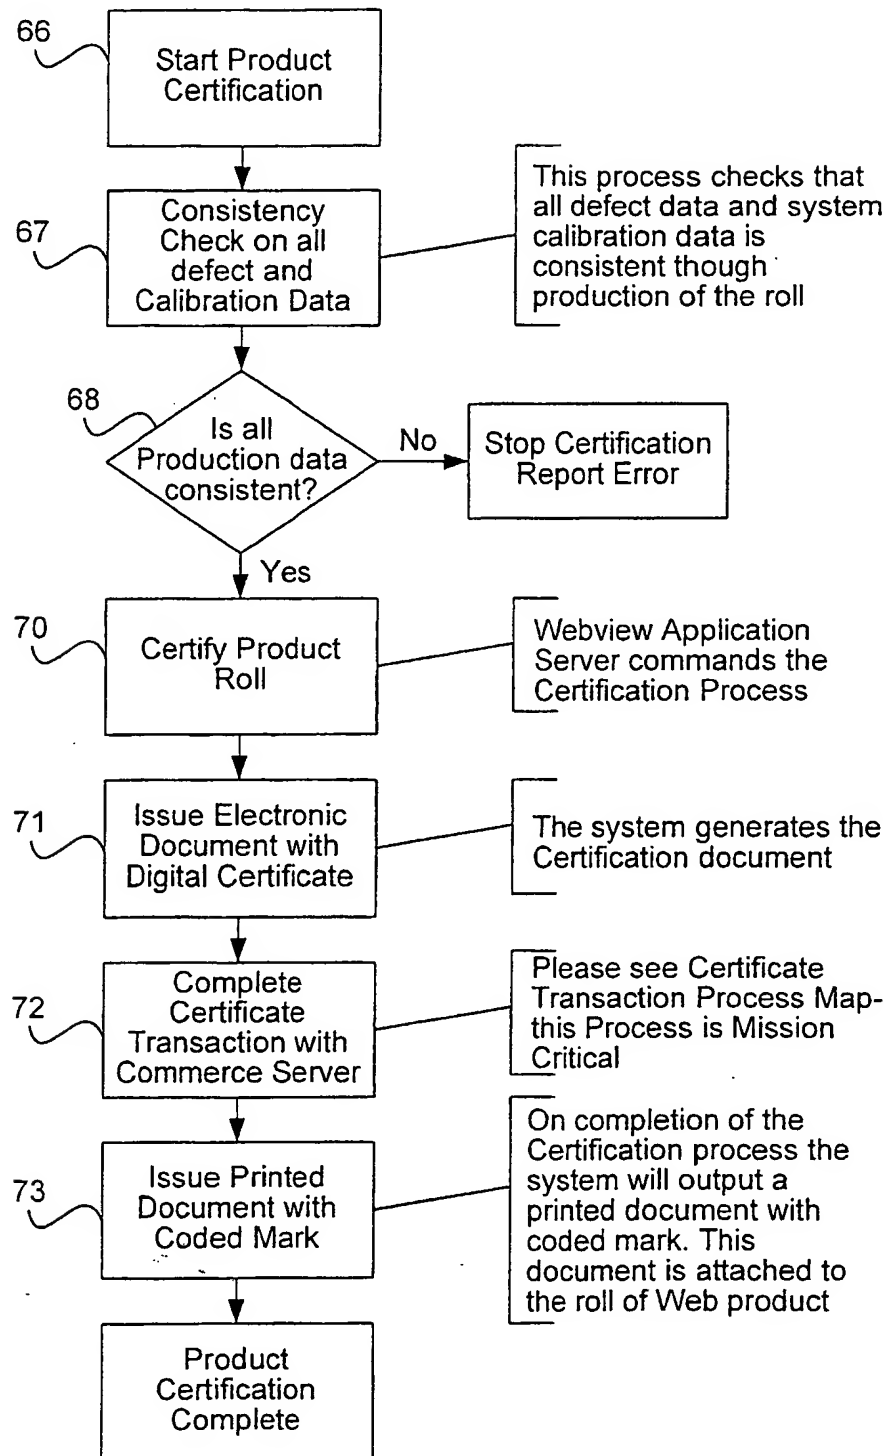 66
Start Product
Certification
67
Consistency
Check on all
defect and
Calibration Data
This process checks that
all defect data and system
calibration data is
consistent though
production of the roll
68
Is all
Production data
consistent?
No
Stop Certification
Report Error
Yes
70
Certify Product
Roll
Webview Application
Server commands the
Certification Process
71
Issue Electronic
Document with
Digital Certificate
The system generates the
Certification document
72
Complete
Certificate
Transaction with
Commerce Server
Please see Certificate
Transaction Process Map-
this Process is Mission
Critical
73
Issue Printed
Document with
Coded Mark
On completion of the
Certification process the
system will output a
printed document with
coded mark. This
document is attached to
the roll of Web product
Product
Certification
Complete